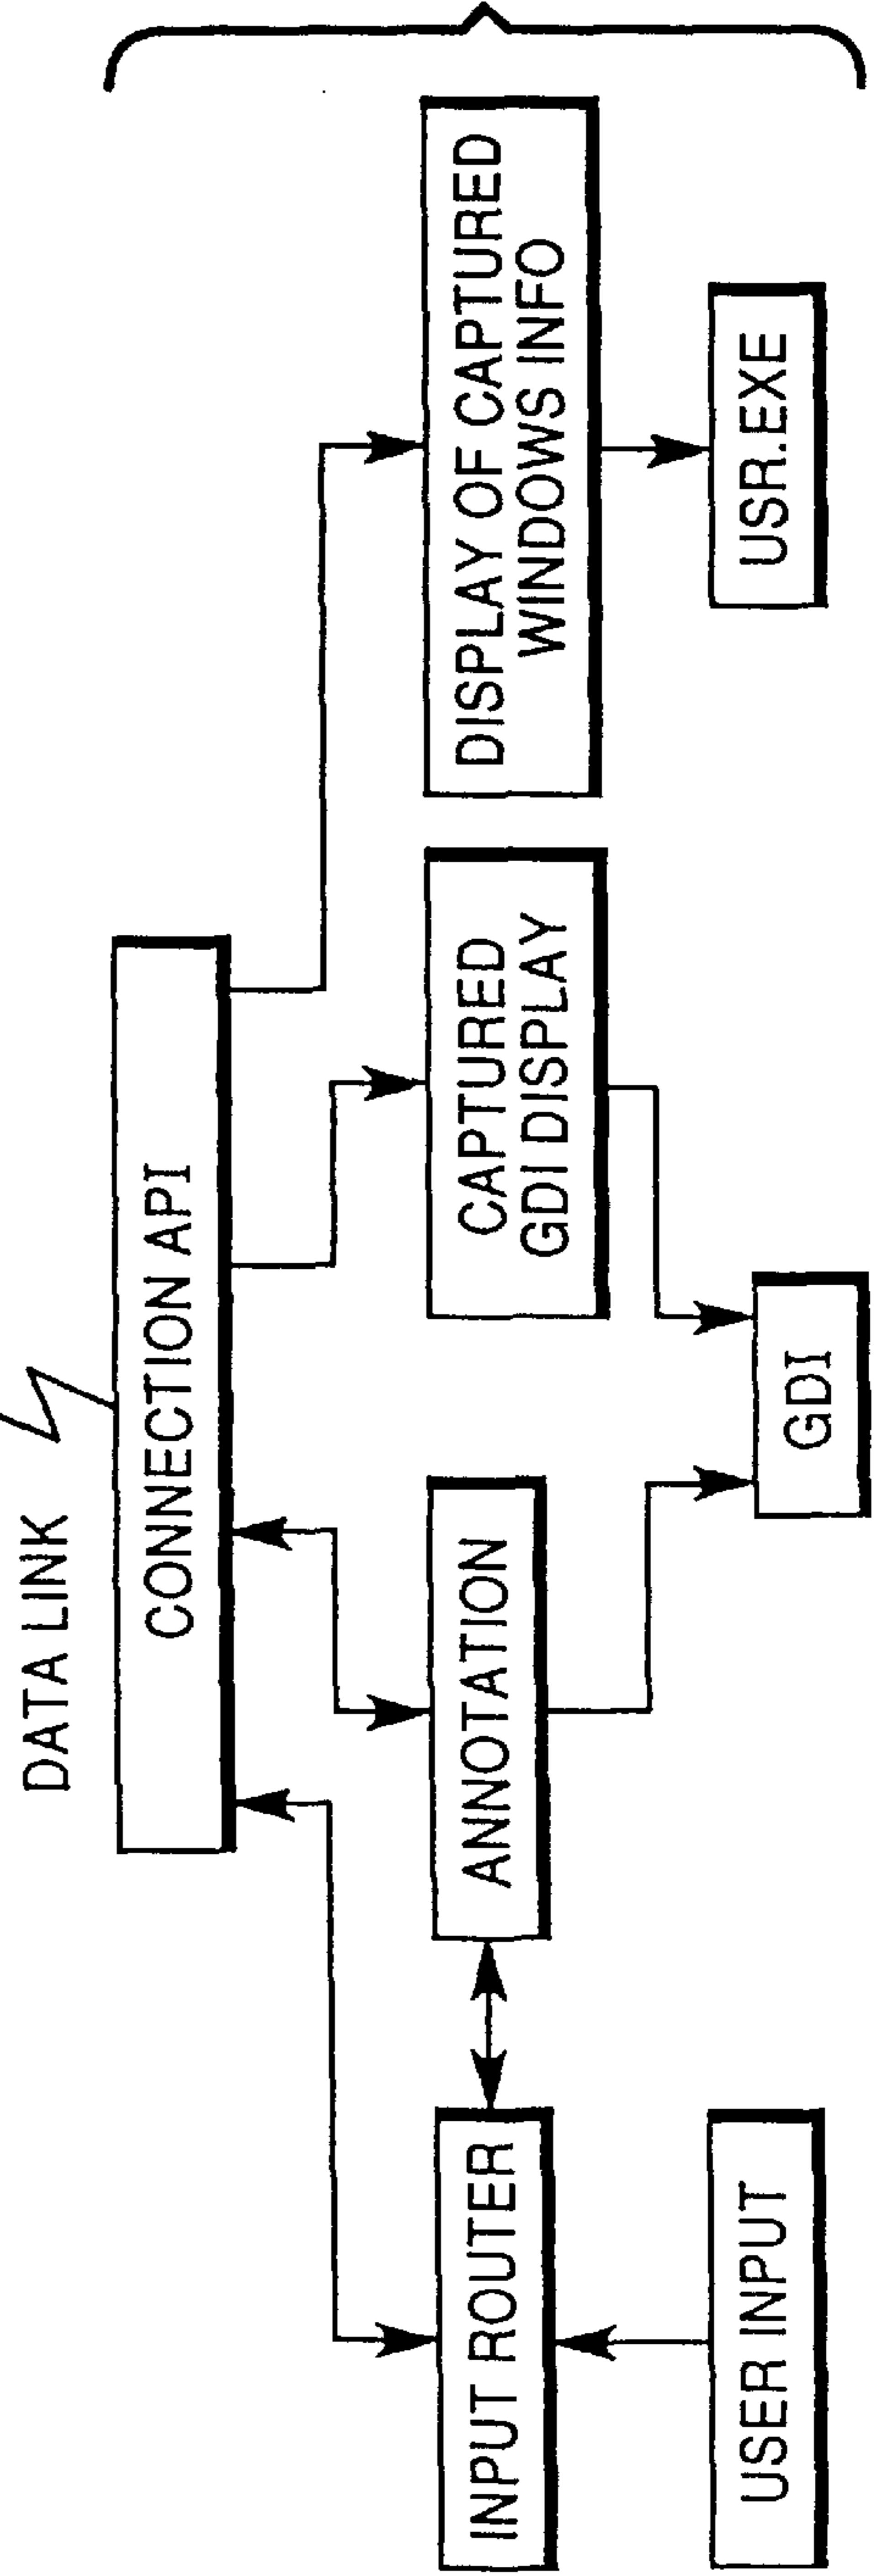 DATA LINK
CONNECTION API
INPUT ROUTER
ANNOTATION
CAPTURED
GDI DISPLAY
DISPLAY OF CAPTURED
WINDOWS INFO
USER INPUT
GDI
USR.EXE